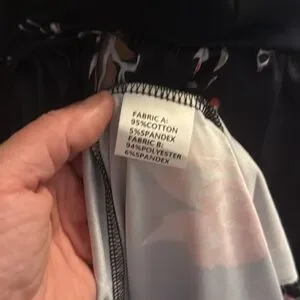 FABRIC A:
95%COTTON
5%SPANDEX
FABRIC B:
94%POLYESTER
6%SPANDEX